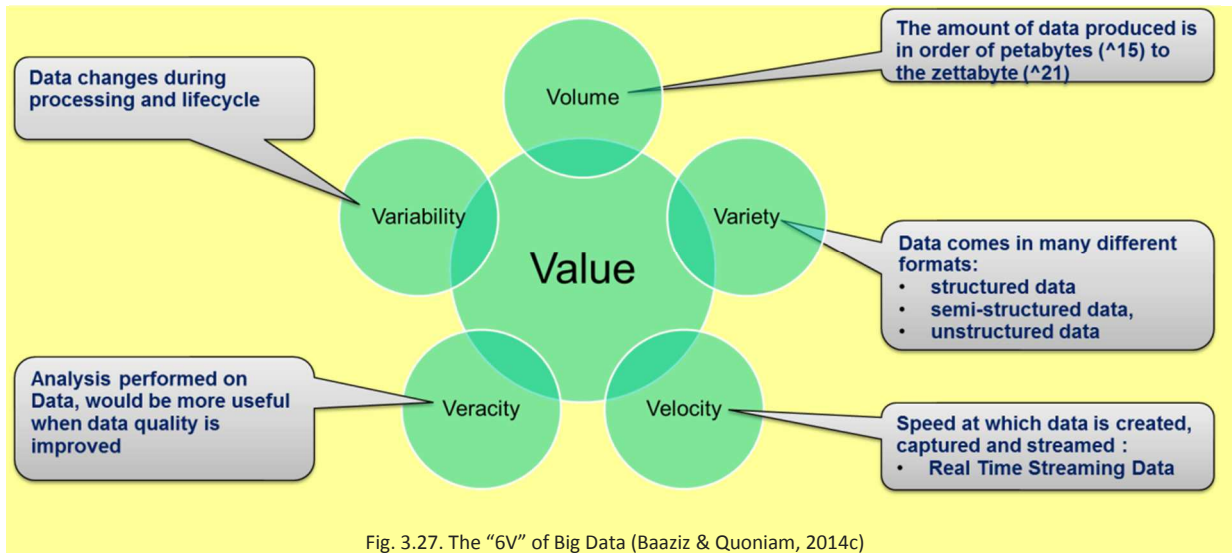 The amount of data produced is
in order of petabytes (^15) to
the zettabyte (^21)
Data changes during
processing and lifecycle
Volume
Variability
Variety
Value
Data comes in many different
formats:
• structured data
• semi-structured data,
• unstructured data
Analysis performed on
Data, would be more useful
when data quality is
improved
Veracity
Velocity
Speed at which data is created,
captured and streamed :
• Real Time Streaming Data
Fig. 3.27. The “6V” of Big Data (Baaziz & Quoniam, 2014c)